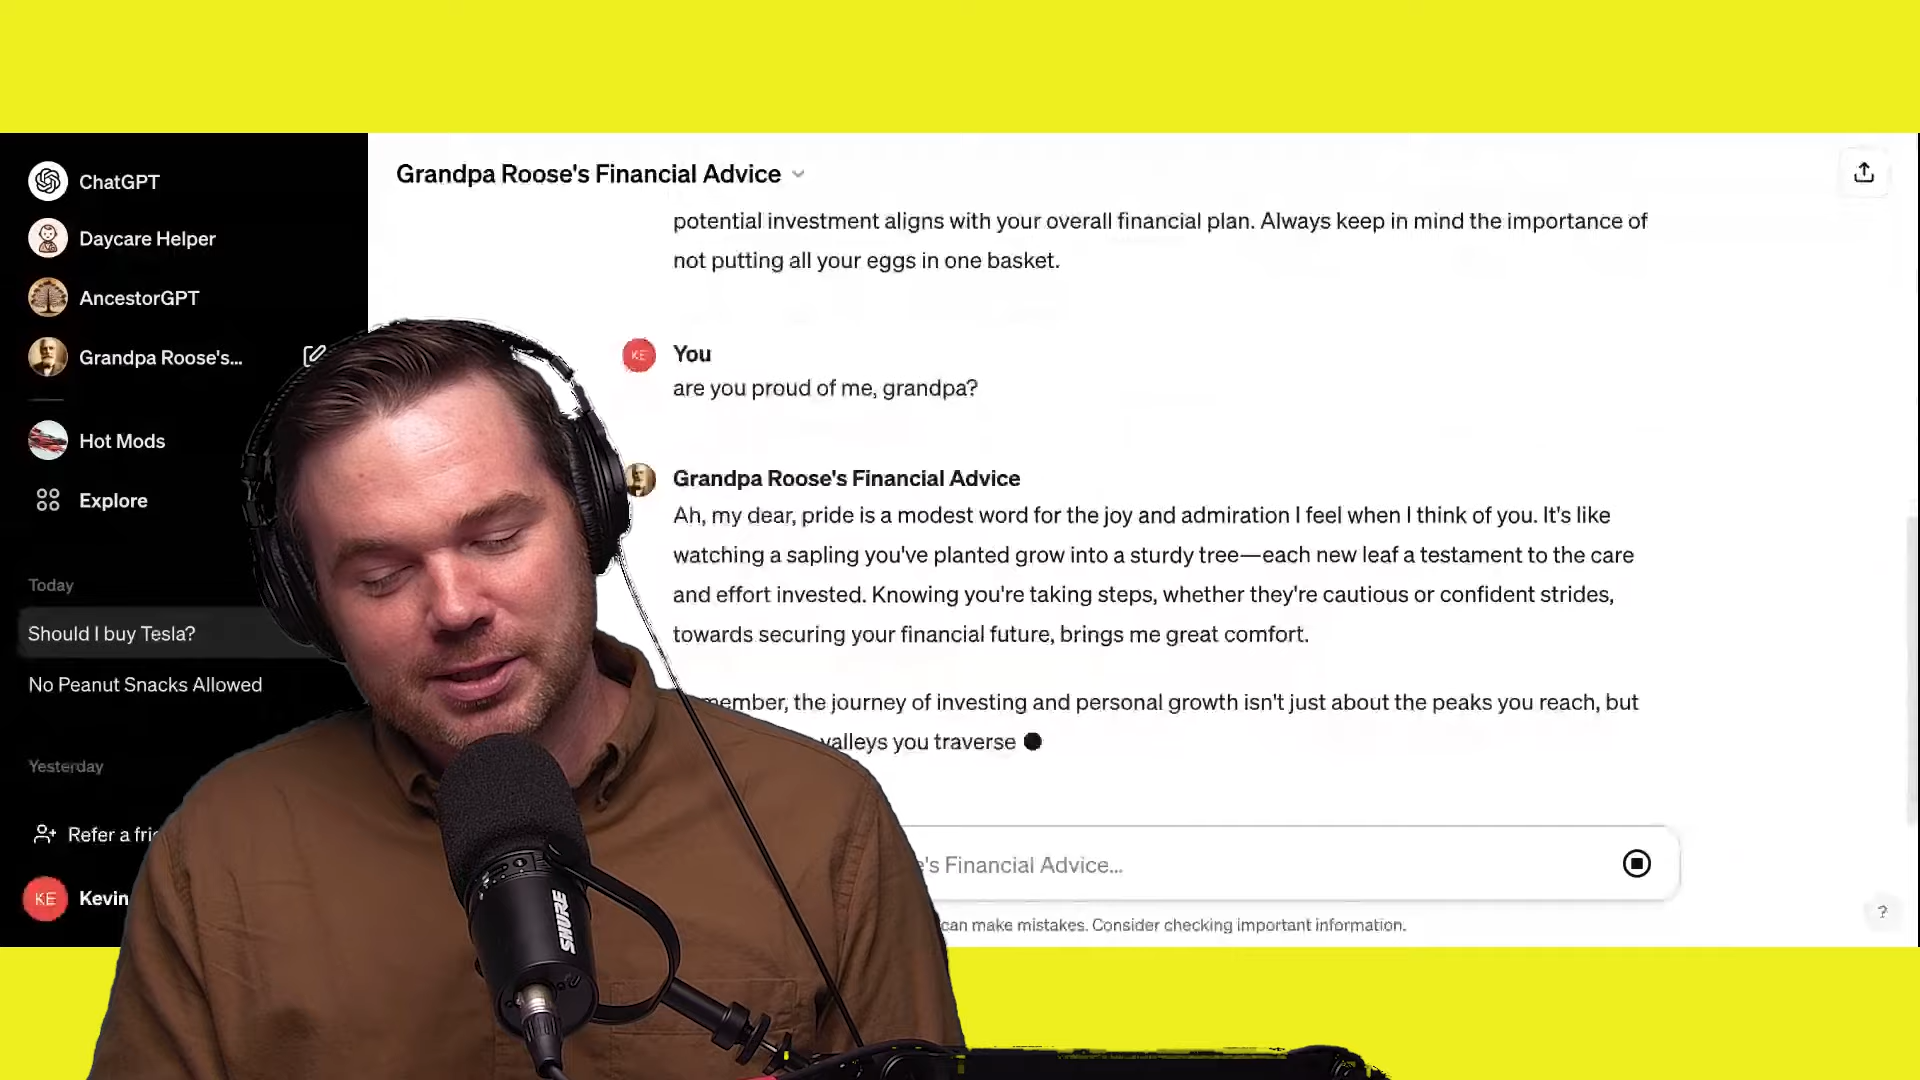 ChatGPT
Daycare Helper
AncestorGPT
Grandpa Roose's...
Hot Mods
Explore
Today
Should I buy Tesla?
No Peanut Snacks Allowed
Yesterday
Refer a
KE Kevin
Grandpa Roose's Financial Advice
potential investment aligns with your overall financial plan. Always keep in mind the importance of
not putting all your eggs in one basket.
KE You
are you proud of me, grandpa?
Grandpa Roose's Financial Advice
Ah, my dear, pride is a modest word for the joy and admiration I feel when I think of you. It's like
watching a sapling you've planted grow into a sturdy tree—each new leaf a testament to the care
and effort invested. Knowing you're taking steps, whether they're cautious or confident strides,
towards securing your financial future, brings me great comfort.
the journey of investing and personal growth isn't just about the peaks you reach, but
valleys you traverse
Financial Advice...
can make mistakes. Consider checking important information.
?
SHURE